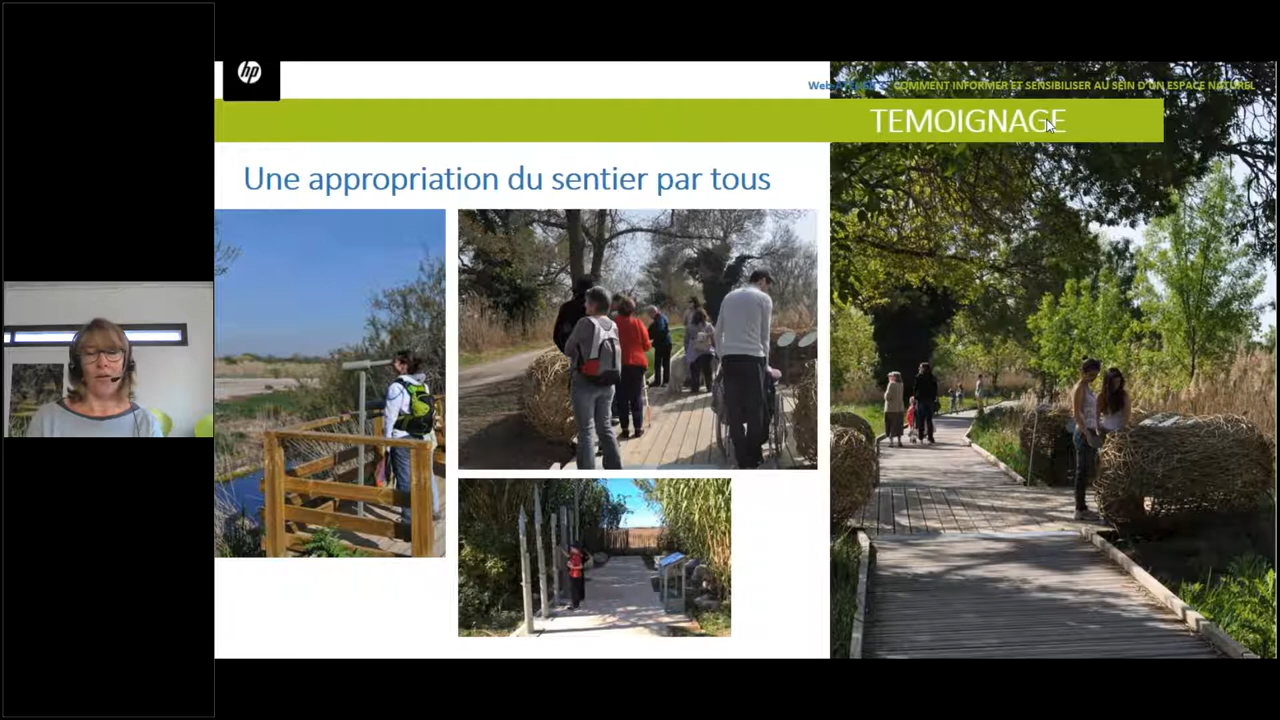 hp
COMMENT INFORMER ET SENSIBILISER AU SEIN D'UN ESPACE NATUREL
TEMOIGNAGE
Une appropriation du sentier par tous